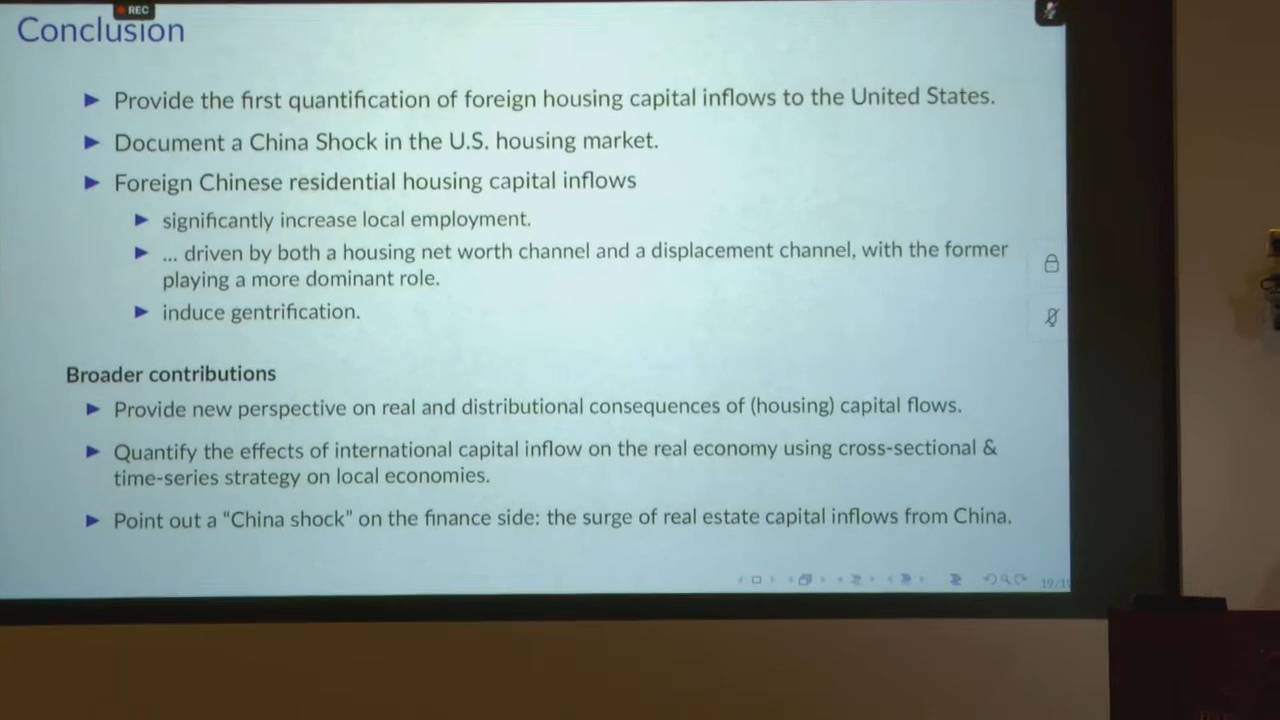 REC
Conclusion
Provide the first quantification of foreign housing capital inflows to the United States.
Document a China Shock in the U.S. housing market.
Foreign Chinese residential housing capital inflows
significantly increase local employment.
... driven by both a housing net worth channel and a displacement channel, with the former
playing a more dominant role.
induce gentrification.
Broader contributions
Provide new perspective on real and distributional consequences of (housing) capital flows.
Quantify the effects of international capital inflow on the real economy using cross-sectional &
time-series strategy on local economies.
Point out a “China shock” on the finance side: the surge of real estate capital inflows from China.